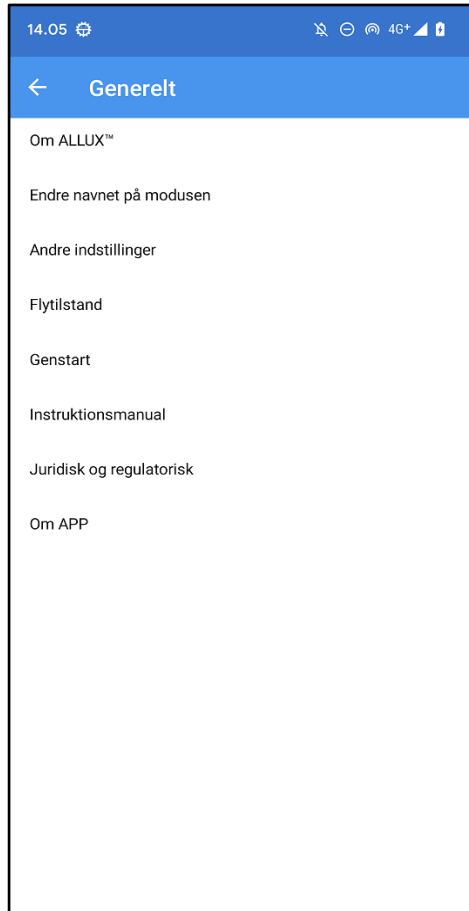 14.05 4G+
Generelt
Om ALLUX™
Endre navnet på modusen
Andre indstillinger
Flytilstand
Genstart
Instruktionsmanual
Juridisk og regulatorisk
Om APP